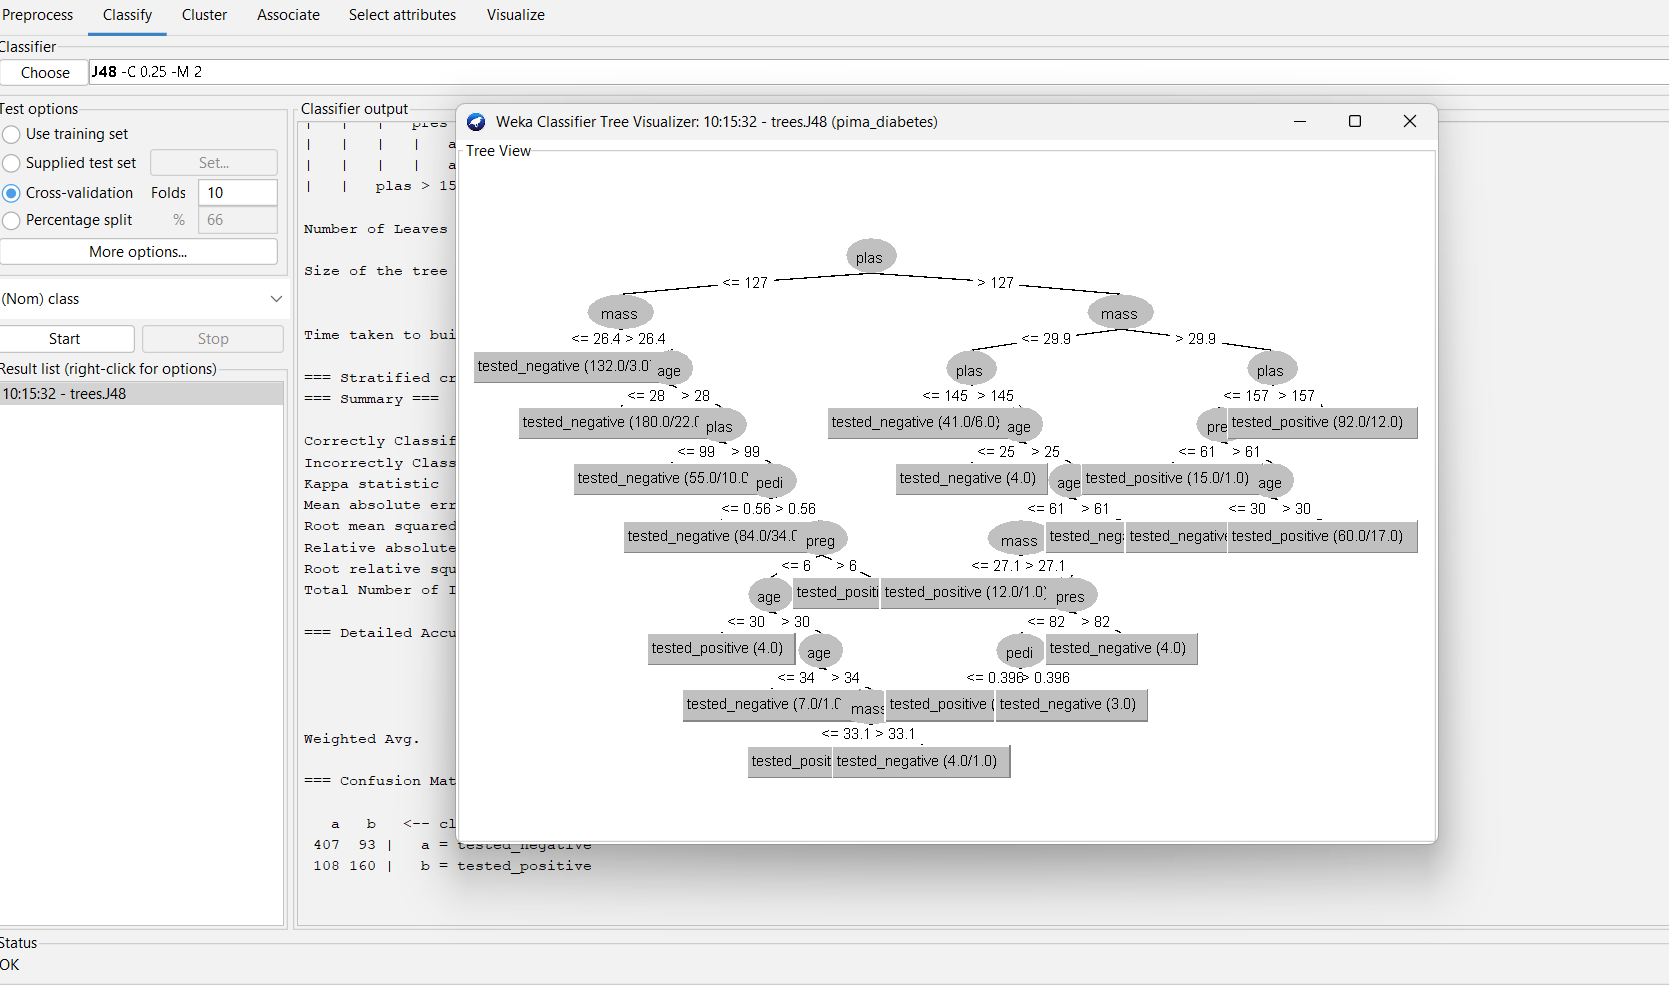 Preprocess Classify Cluster Associate Select attributes Visualize
Classifier
Choose J48 -C 0.25 -M 2
Test options
Use training set
Supplied test set Set...
Cross-validation Folds 10
Percentage split % 66
More options...
(Nom) class
Start Stop
Result list (right-click for options)
10:15:32 - trees.J48
Classifier output
| | | | pres
| | | | a
| | | | a
| | plas > 15
Number of Leaves
Size of the tree
Time taken to bui
=== Stratified cr
=== Summary ===
Correctly Classif
Incorrectly Class
Kappa statistic
Mean absolute err
Root mean squared
Relative absolute
Root relative squ
Total Number of I
=== Detailed Accu
Weighted Avg.
=== Confusion Mat
a b <-- cl
407 93 | a = tested_negative
108 160 | b = tested_positive
Weka Classifier Tree Visualizer: 10:15:32 - trees.J48 (pima_diabetes)
Tree View
plas
<= 127 > 127
mass mass
<= 26.4 > 26.4 <= 29.9 > 29.9
tested_negative (132.0/3.0) age plas plas
<= 28 > 28 <= 145 > 145 <= 157 > 157
tested_negative (180.0/22.0 plas tested_negative (41.0/6.0) age pre tested_positive (92.0/12.0)
<= 99 > 99 <= 25 > 25 <= 61 > 61
tested_negative (55.0/10.0 pedi tested_negative (4.0) age tested_positive (15.0/1.0) age
<= 0.56 > 0.56 <= 61 > 61 <= 30 > 30
tested_negative (84.0/34.0 preg mass tested_neg tested_negative tested_positive (60.0/17.0)
<= 6 > 6 <= 27.1 > 27.1
age tested_positi tested_positive (12.0/1.0) pres
<= 30 > 30 <= 82 > 82
tested_positive (4.0) age pedi tested_negative (4.0)
<= 34 > 34 <= 0.396 > 0.396
tested_negative (7.0/1.0 mass tested_positive ( tested_negative (3.0)
<= 33.1 > 33.1
tested_posit tested_negative (4.0/1.0)
Status
OK